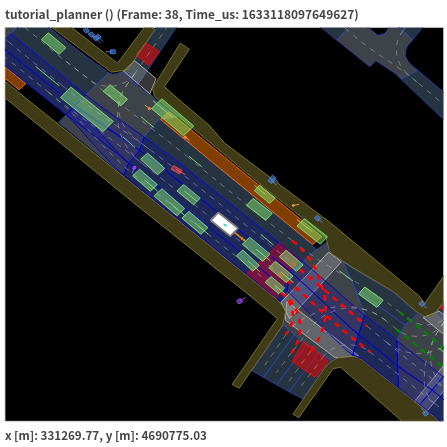 tutorial_planner () (Frame: 38, Time_us: 1633118097649627)
x [m]: 331269.77, y [m]: 4690775.03